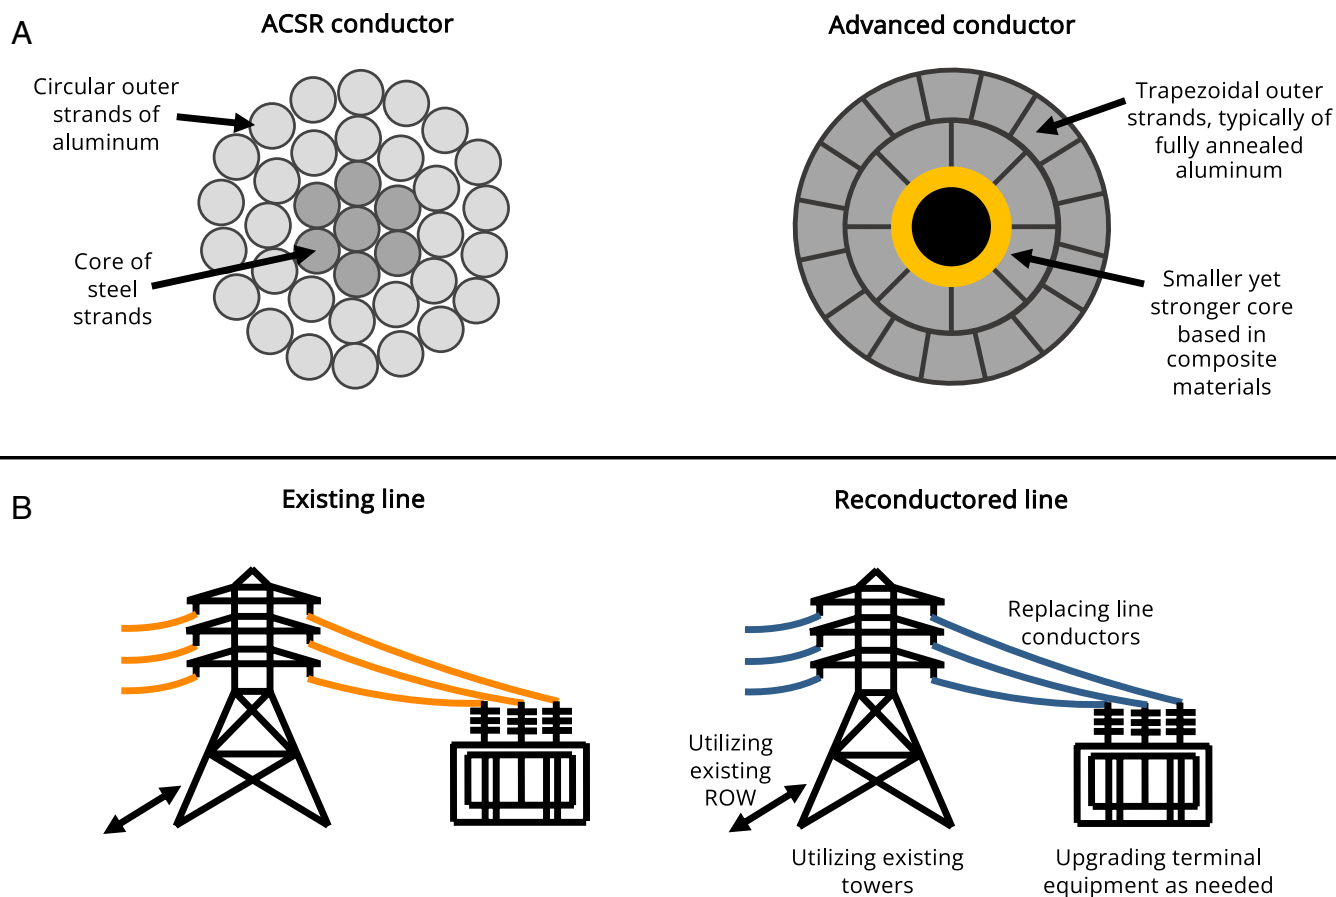 A
ACSR conductor
Advanced conductor
Circular outer
strands of
aluminum
Core of
steel
strands
Trapezoidal outer
strands, typically of
fully annealed
aluminum
Smaller yet
stronger core
based in
composite
materials
B
Existing line
Reconductored line
Replacing line
conductors
Utilizing
existing
ROW
Utilizing existing
towers
Upgrading terminal
equipment as needed